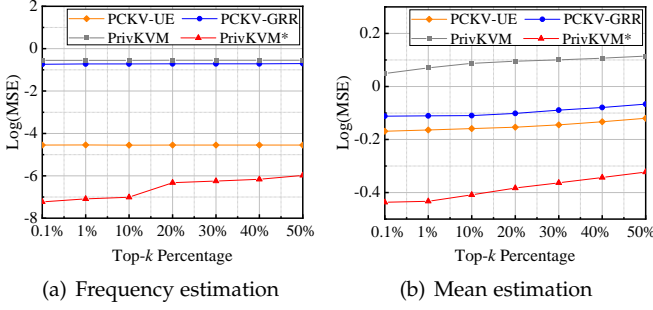 PCKV-UE PCKV-GRR
PrivKVM PrivKVM*
Log(MSE)
2
0
-2
-4
-6
-8
0.1% 1% 10% 20% 30% 40% 50%
Top-k Percentage
(a) Frequency estimation
PCKV-UE PCKV-GRR
PrivKVM PrivKVM*
Log(MSE)
0.2
0
-0.2
-0.4
0.1% 1% 10% 20% 30% 40% 50%
Top-k Percentage
(b) Mean estimation